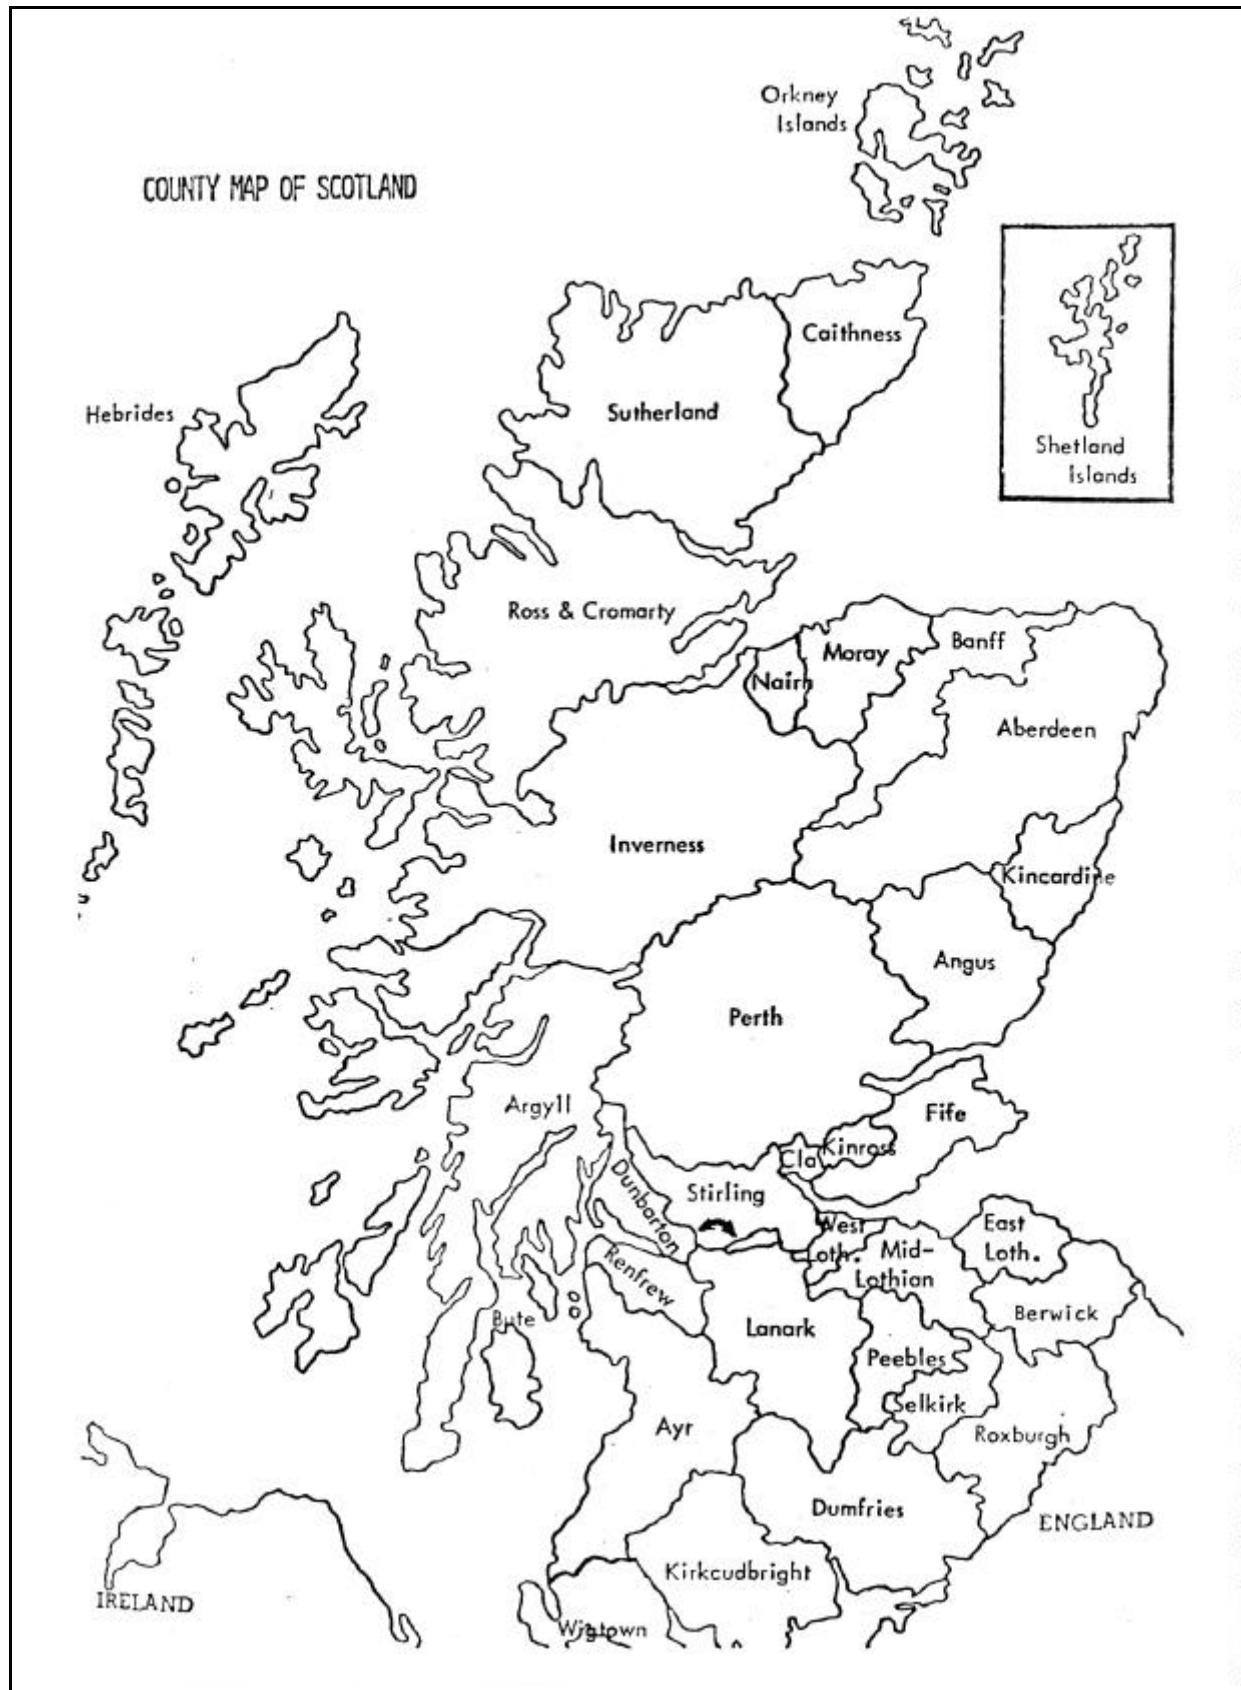 Orkney
Islands
COUNTY MAP OF SCOTLAND
Caithness
Hebrides
Sutherland
Shetland
Islands
Ross & Cromarty
Moray
Banff
Nairn
Aberdeen
Inverness
Kincardine
Angus
Perth
Argyll
Fife
Kinross
Cla
Dunbarton
Stirling
West
Loth.
Mid-
Lothian
East
Loth.
Renfrew
Bute
Lanark
Berwick
Peebles
Selkirk
Ayr
Roxburgh
Dumfries
ENGLAND
Kirkcudbright
IRELAND
Wigtown